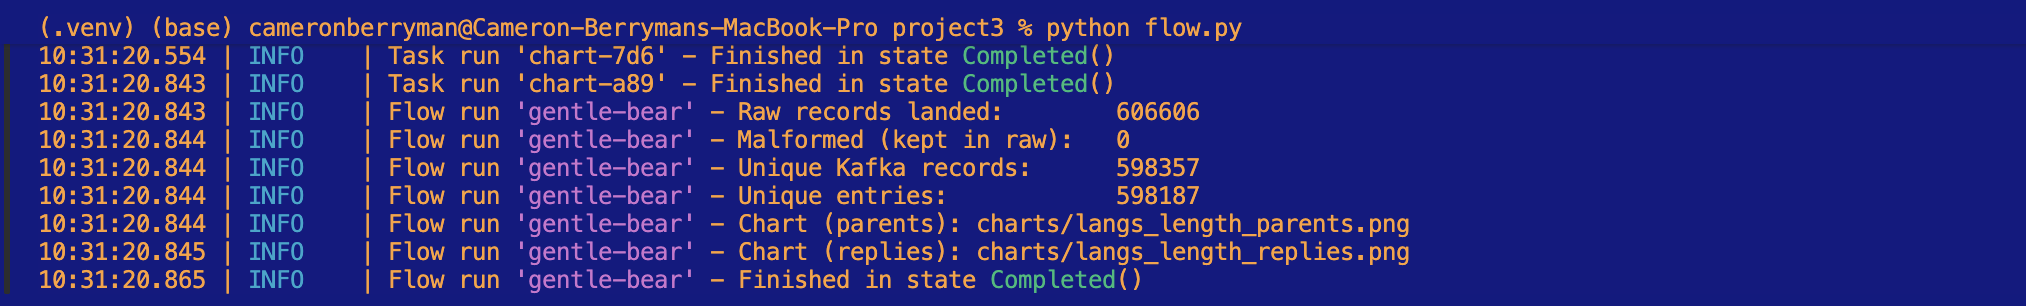 (.venv) (base) cameronberryman@Cameron-Berrymans-MacBook-Pro project3 % python flow.py
10:31:20.554 | INFO    | Task run 'chart-7d6' - Finished in state Completed()
10:31:20.843 | INFO    | Task run 'chart-a89' - Finished in state Completed()
10:31:20.843 | INFO    | Flow run 'gentle-bear' - Raw records landed:        606606
10:31:20.844 | INFO    | Flow run 'gentle-bear' - Malformed (kept in raw):   0
10:31:20.844 | INFO    | Flow run 'gentle-bear' - Unique Kafka records:      598357
10:31:20.844 | INFO    | Flow run 'gentle-bear' - Unique entries:            598187
10:31:20.844 | INFO    | Flow run 'gentle-bear' - Chart (parents): charts/langs_length_parents.png
10:31:20.845 | INFO    | Flow run 'gentle-bear' - Chart (replies): charts/langs_length_replies.png
10:31:20.865 | INFO    | Flow run 'gentle-bear' - Finished in state Completed()